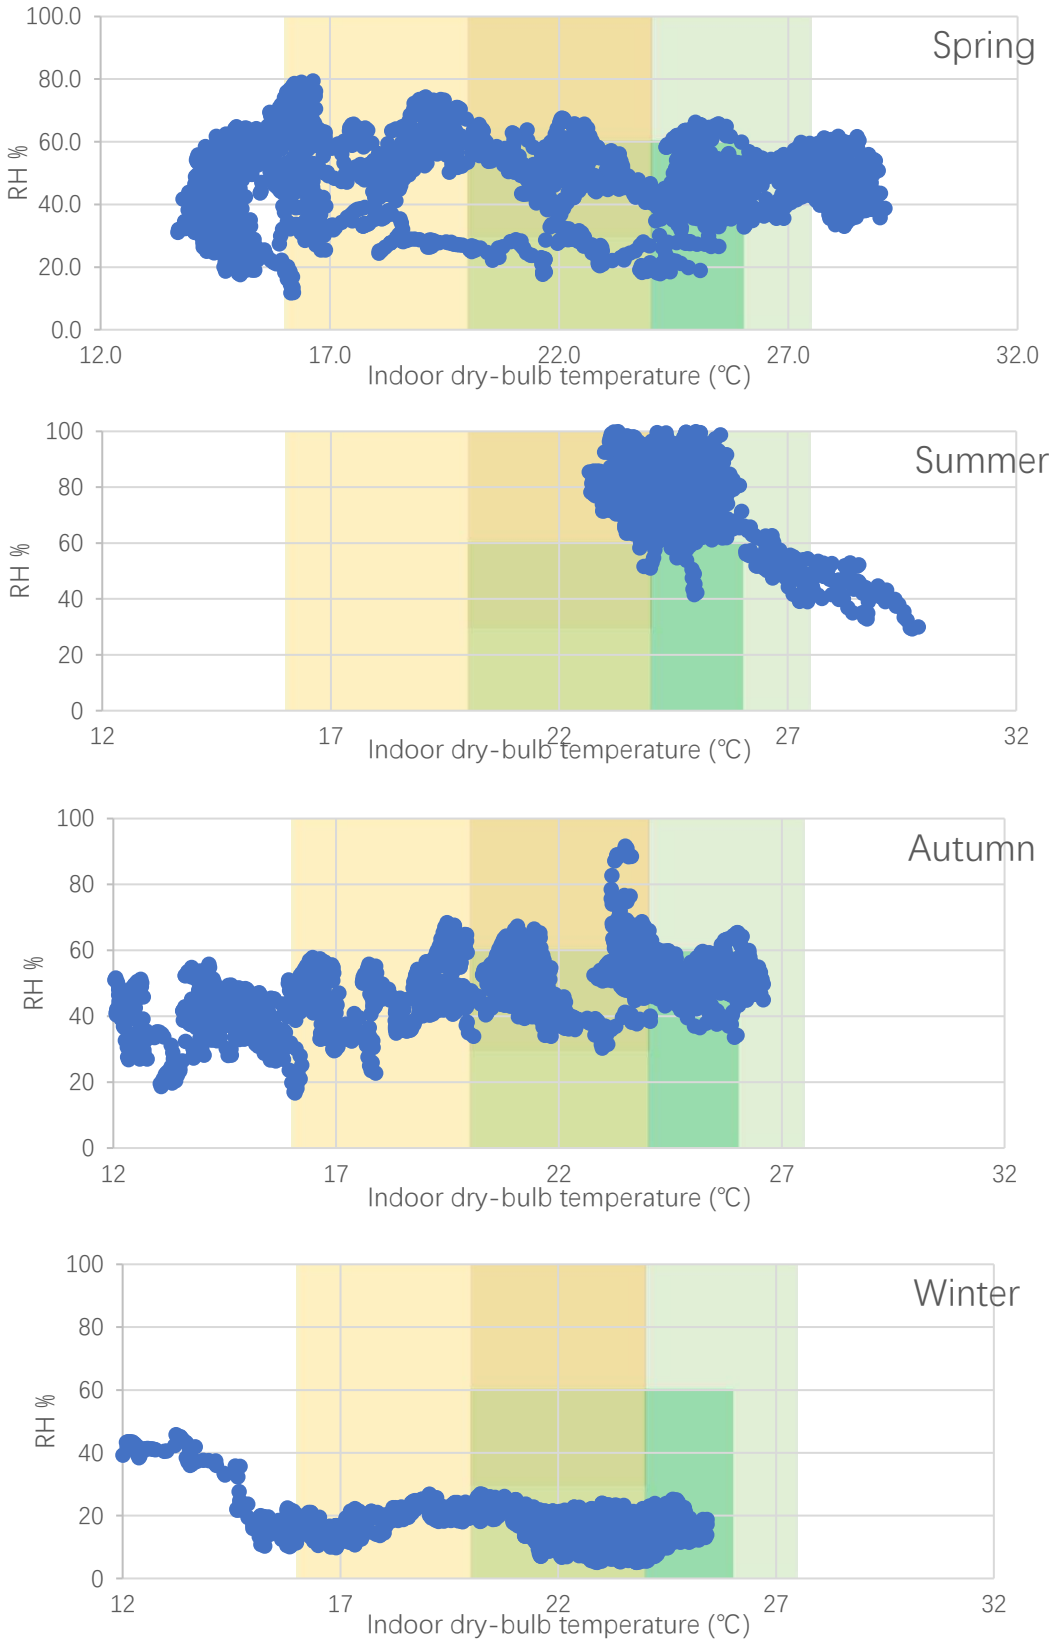 100.0
Spring
80.0
60.0
RH %
40.0
20.0
0.0
12.0 17.0 22.0 27.0 32.0
Indoor dry-bulb temperature (℃)
100
Summer
80
60
RH %
40
20
0
12 17 22 27 32
Indoor dry-bulb temperature (℃)
100
Autumn
80
60
RH %
40
20
0
12 17 22 27 32
Indoor dry-bulb temperature (℃)
100
Winter
80
60
RH %
40
20
0
12 17 22 27 32
Indoor dry-bulb temperature (℃)